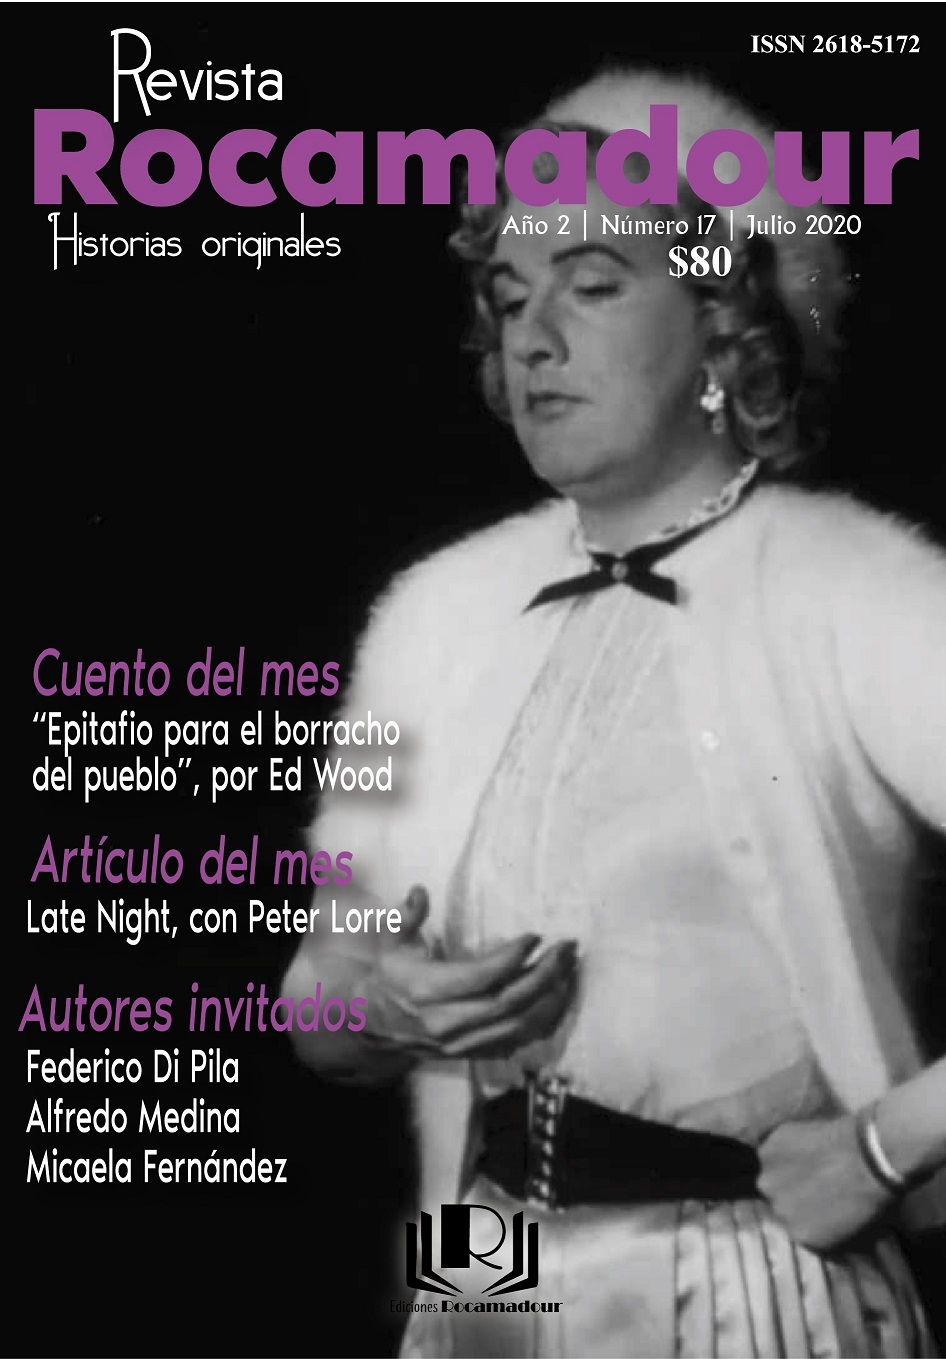 ISSN 2618-5172
Revista
Rocamadour
Historias originales
Año 2 | Número 17 | Julio 2020
$80
Cuento del mes
“Epitafio para el borracho
del pueblo”, por Ed Wood
Artículo del mes
Late Night, con Peter Lorre
Autores invitados
Federico Di Pila
Alfredo Medina
Micaela Fernández
R
Ediciones Rocamadour